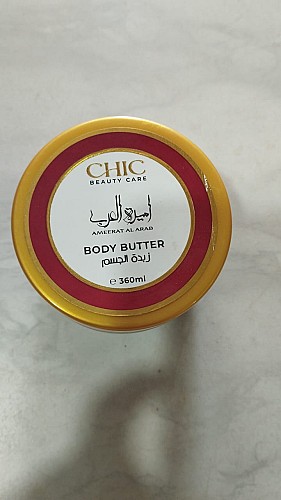 CHIC
BEAUTY CARE
اميرة العرب
AMEERAT AL ARAB
BODY BUTTER
زبدة الجسم
℮ 360ml